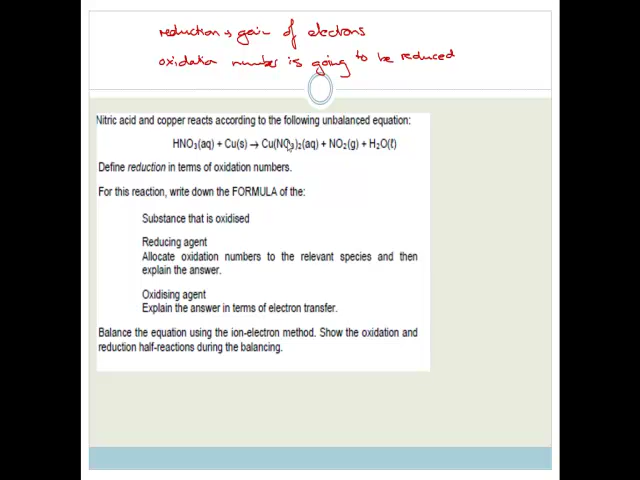 reduction → gain of electrons
oxidation number is going to be reduced
Nitric acid and copper reacts according to the following unbalanced equation:
HNO₃(aq) + Cu(s) → Cu(NO₃)₂(aq) + NO₂(g) + H₂O(ℓ)
Define reduction in terms of oxidation numbers.
For this reaction, write down the FORMULA of the:
Substance that is oxidised
Reducing agent
Allocate oxidation numbers to the relevant species and then
explain the answer.
Oxidising agent
Explain the answer in terms of electron transfer.
Balance the equation using the ion-electron method. Show the oxidation and
reduction half-reactions during the balancing.